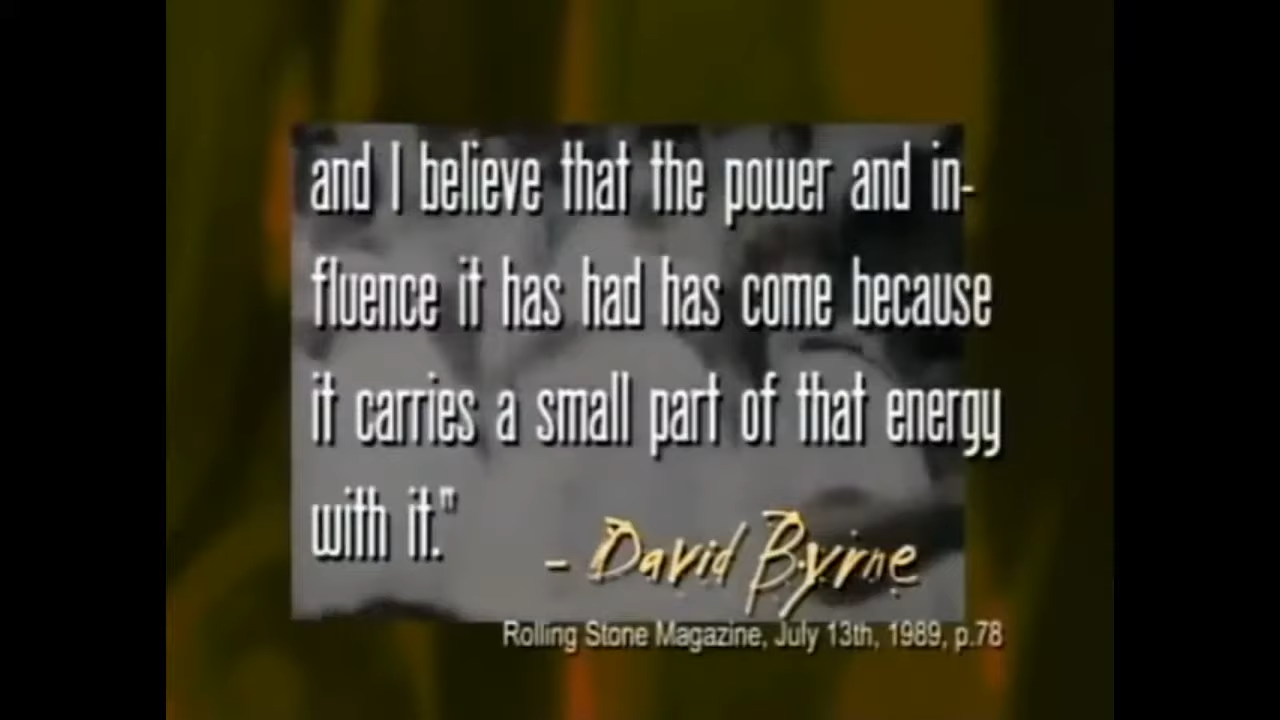 and I believe that the power and in-
fluence it has had has come because
it carries a small part of that energy
with it."
- David Byrne
Rolling Stone Magazine, July 13th, 1989, p.78